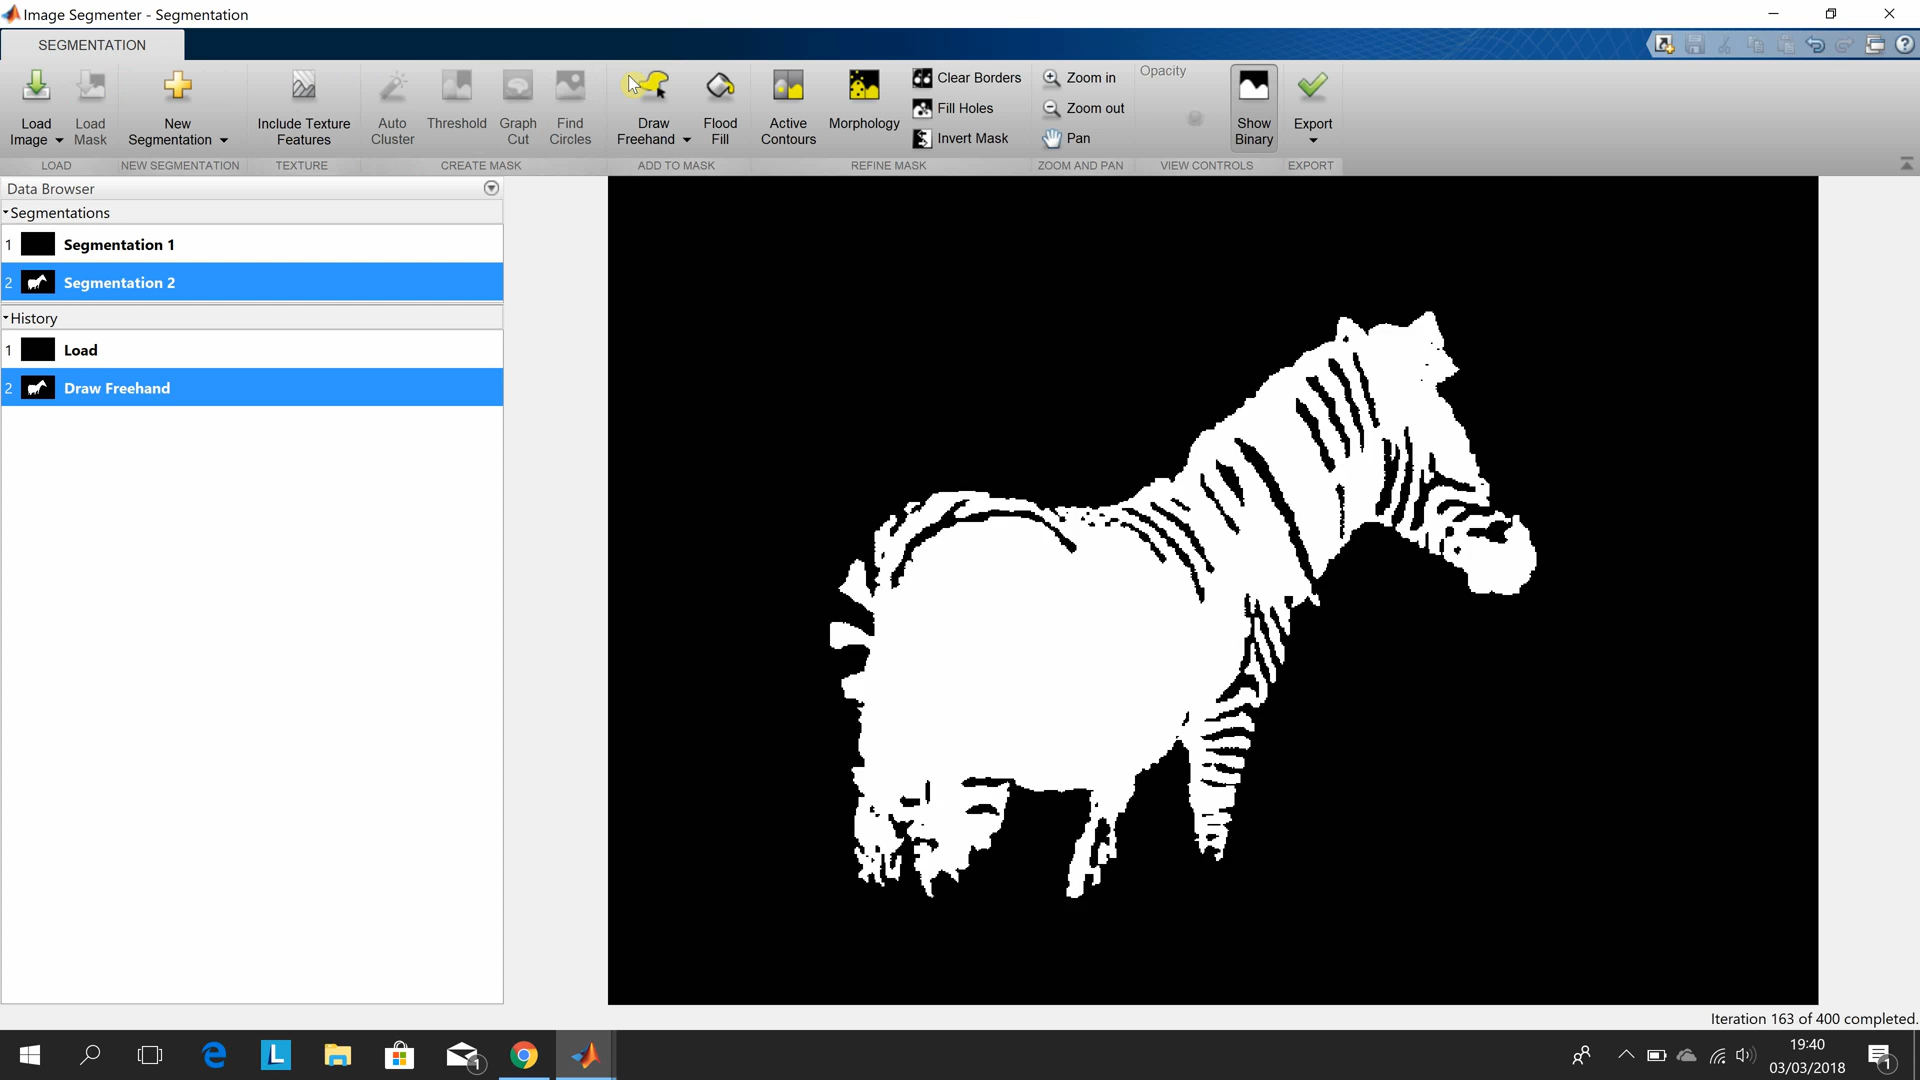 Image Segmenter - Segmentation
SEGMENTATION
Load Image
Load Mask
New Segmentation
Include Texture Features
Auto Cluster
Threshold
Graph Cut
Find Circles
Draw Freehand
Flood Fill
Active Contours
Morphology
Clear Borders
Fill Holes
Invert Mask
Zoom in
Zoom out
Pan
Opacity
Show Binary
Export
LOAD
NEW SEGMENTATION
TEXTURE
CREATE MASK
ADD TO MASK
REFINE MASK
ZOOM AND PAN
VIEW CONTROLS
EXPORT
Data Browser
Segmentations
1 Segmentation 1
2 Segmentation 2
History
1 Load
2 Draw Freehand
Iteration 163 of 400 completed.
L
1
19:40
03/03/2018
1